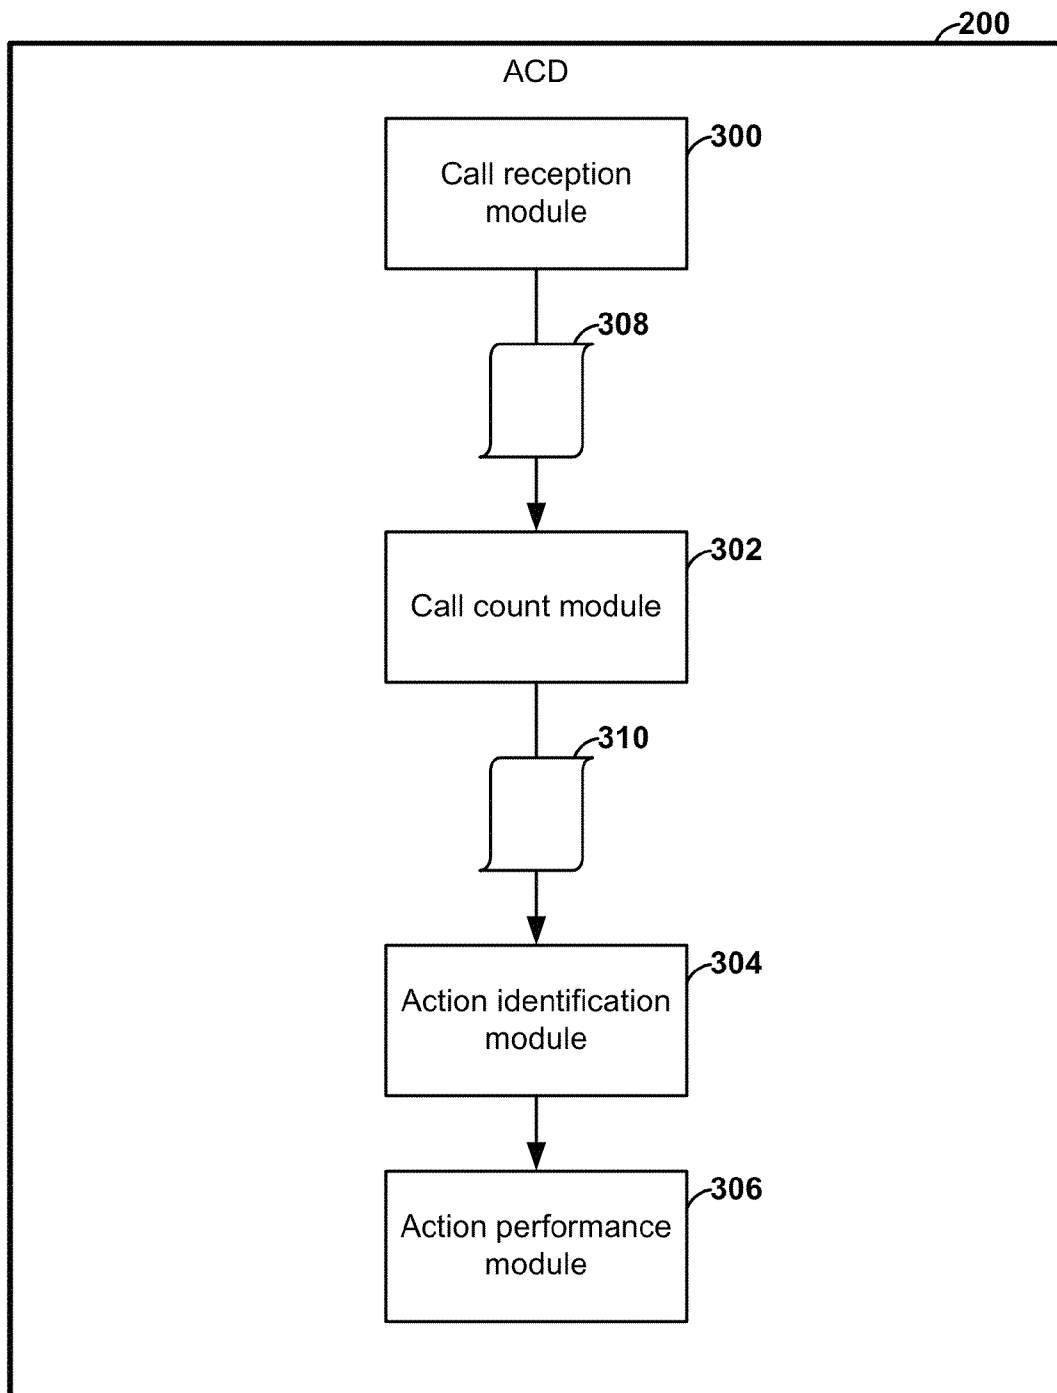 200
ACD
300
Call reception
module
308
302
Call count module
310
304
Action identification
module
306
Action performance
module